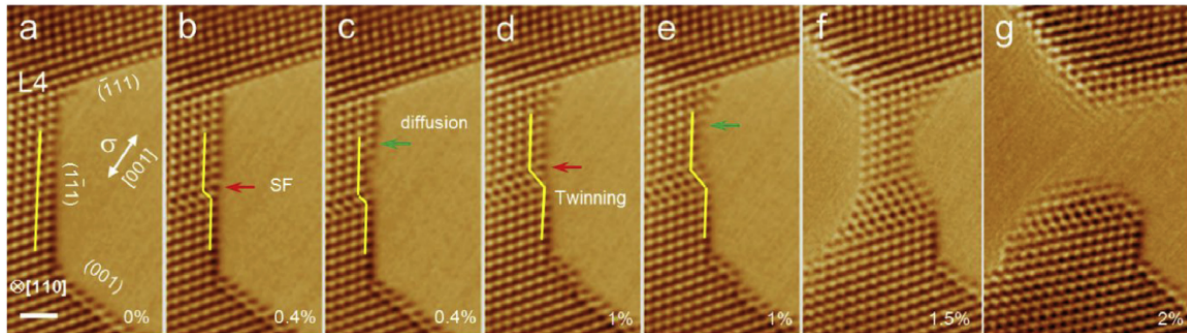 a
L4
(1̄11)
σ
[001]
(11̄1)
(001)
⊗[110]
0%
b
SF
0.4%
c
diffusion
0.4%
d
Twinning
1%
e
1%
f
1.5%
g
2%